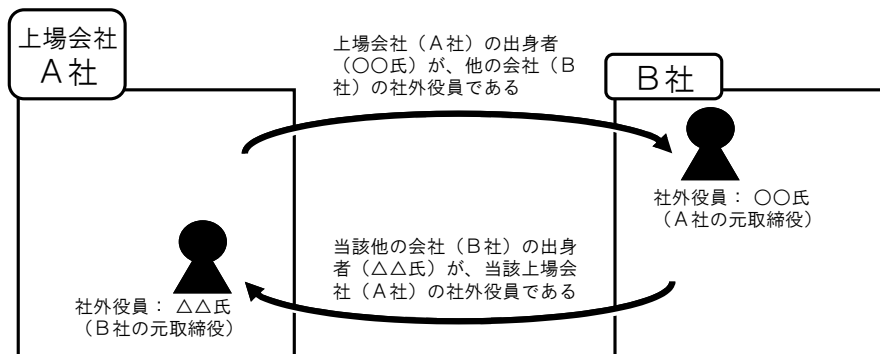 上場会社
A社
上場会社（A社）の出身者
（〇〇氏）が、他の会社（B
社）の社外役員である
B社
社外役員： 〇〇氏
（A社の元取締役）
当該他の会社（B社）の出身
者（△△氏）が、当該上場会
社（A社）の社外役員である
社外役員： △△氏
（B社の元取締役）